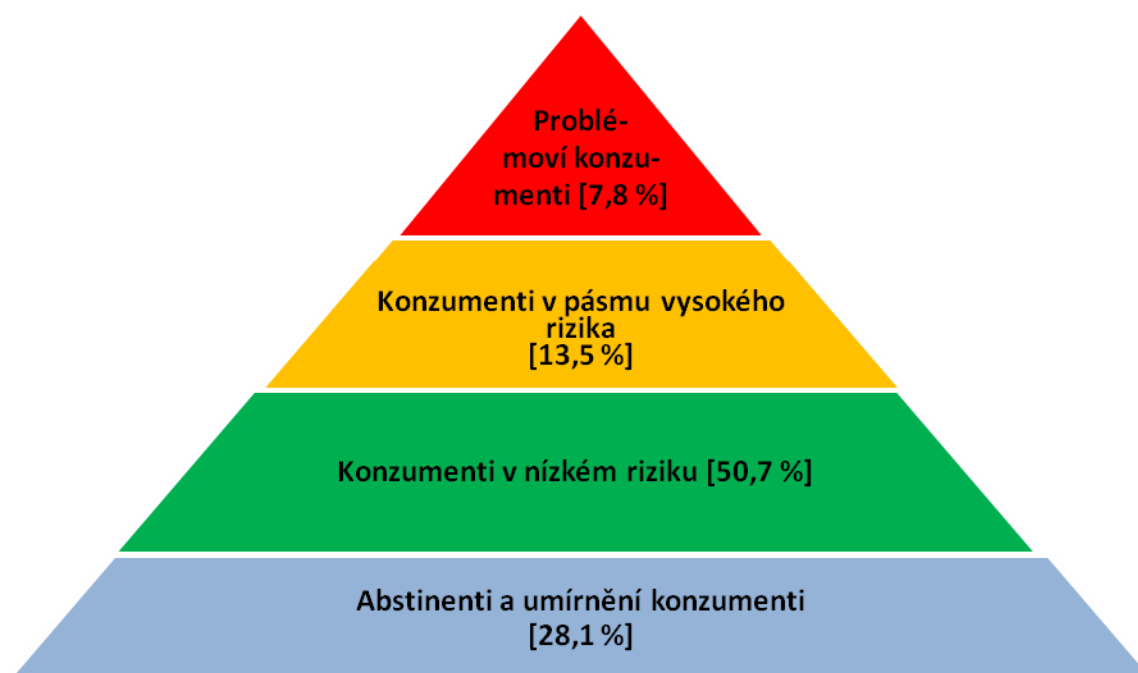 Problé-
moví konzu-
menti [7,8 %]
Konzumenti v pásmu vysokého
rizika
[13,5 %]
Konzumenti v nízkém riziku [50,7 %]
Abstinenti a umírnění konzumenti
[28,1 %]